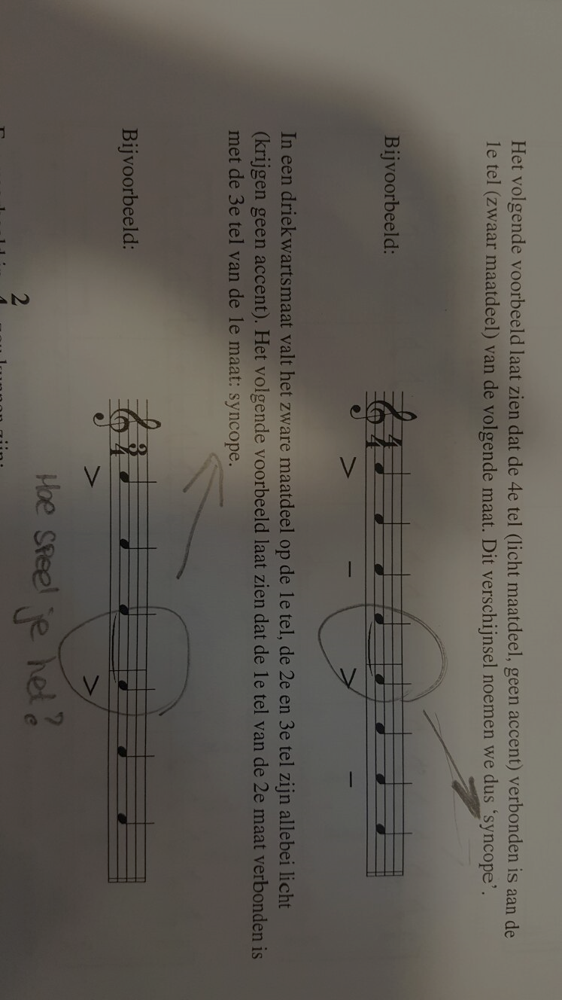 Het volgende voorbeeld laat zien dat de 4e tel (licht maatdeel, geen accent) verbonden is aan de
1e tel (zwaar maatdeel) van de volgende maat. Dit verschijnsel noemen we dus ‘syncope’.
Bijvoorbeeld:
4
4
> – > –
In een driekwartsmaat valt het zware maatdeel op de 1e tel, de 2e en 3e tel zijn allebei licht
(krijgen geen accent). Het volgende voorbeeld laat zien dat de 1e tel van de 2e maat verbonden is
met de 3e tel van de 1e maat: syncope.
Bijvoorbeeld:
3
4
> >
Hoe speel je het?
2
4 zou kunnen zijn: